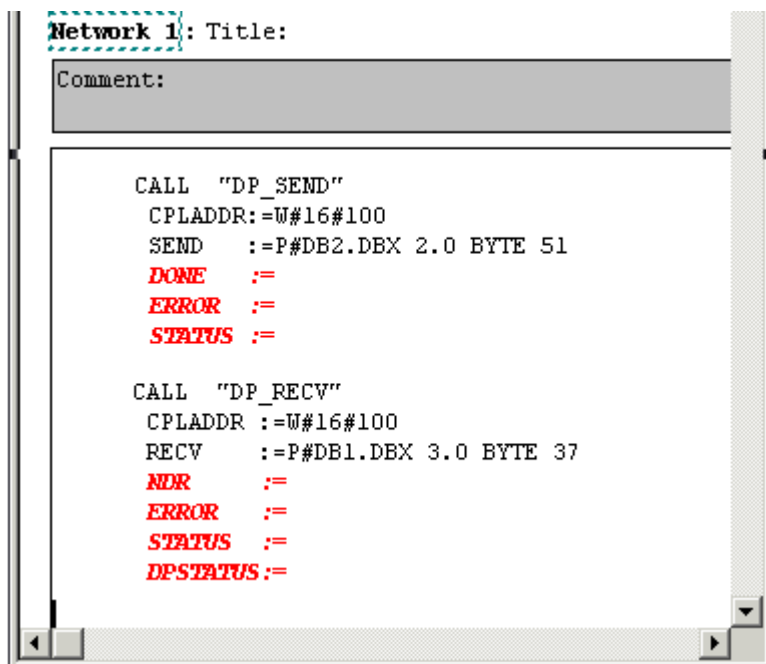 Network 1: Title:
Comment:
CALL "DP_SEND"
CPLADDR:=W#16#100
SEND :=P#DB2.DBX 2.0 BYTE 51
DONE :=
ERROR :=
STATUS :=
CALL "DP_RECV"
CPLADDR :=W#16#100
RECV :=P#DB1.DBX 3.0 BYTE 37
NDR :=
ERROR :=
STATUS :=
DPSTATUS:=